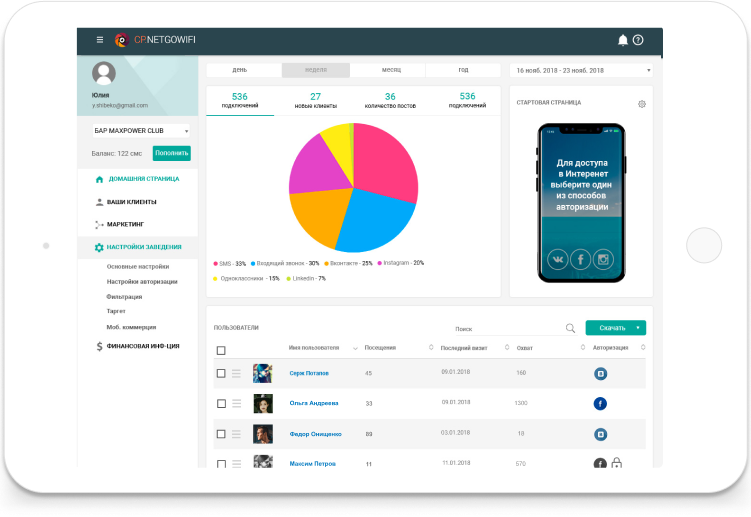 CP.NETGOWIFI
Юлия
y.shibeko@gmail.com
БАР MAXPOWER CLUB
Баланс: 122 смс
Пополнить
ДОМАШНЯЯ СТРАНИЦА
ВАШИ КЛИЕНТЫ
МАРКЕТИНГ
НАСТРОЙКИ ЗАВЕДЕНИЯ
Основные настройки
Настройки авторизации
Фильтрация
Таргет
Моб. коммерция
ФИНАНСОВАЯ ИНФ-ЦИЯ
день неделя месяц год
16 нояб. 2018 - 23 нояб. 2018
536 27 36 536
подключений новые клиенты количество постов подключений
SMS - 33% Входящий звонок - 30% Вконтакте - 25% Instagram - 20%
Одноклассники - 15% Linkedin - 7%
СТАРТОВАЯ СТРАНИЦА
Для доступа
в Интеренет
выберите один
из способов
авторизации
ПОЛЬЗОВАТЕЛИ Поиск Скачать
Имя пользователя Посещения Последний визит Охват Авторизация
Серж Потапов 45 09.01.2018 160
Ольга Андреева 33 09.01.2018 1300
Федор Онищенко 89 03.01.2018 19
Максим Петров 11 11.01.2018 570